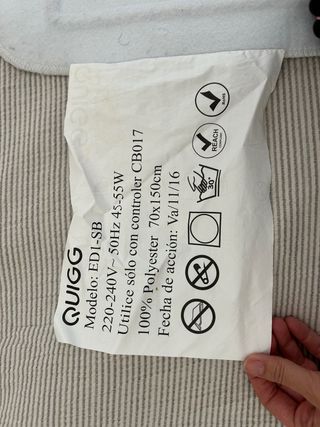 QUIGG
Modelo: ED1-SB
220-240V~ 50Hz 45-55W
Utilice sólo con controler CB017
100% Polyester 70x150cm
Fecha de acción: Va/11/16
30
REACH